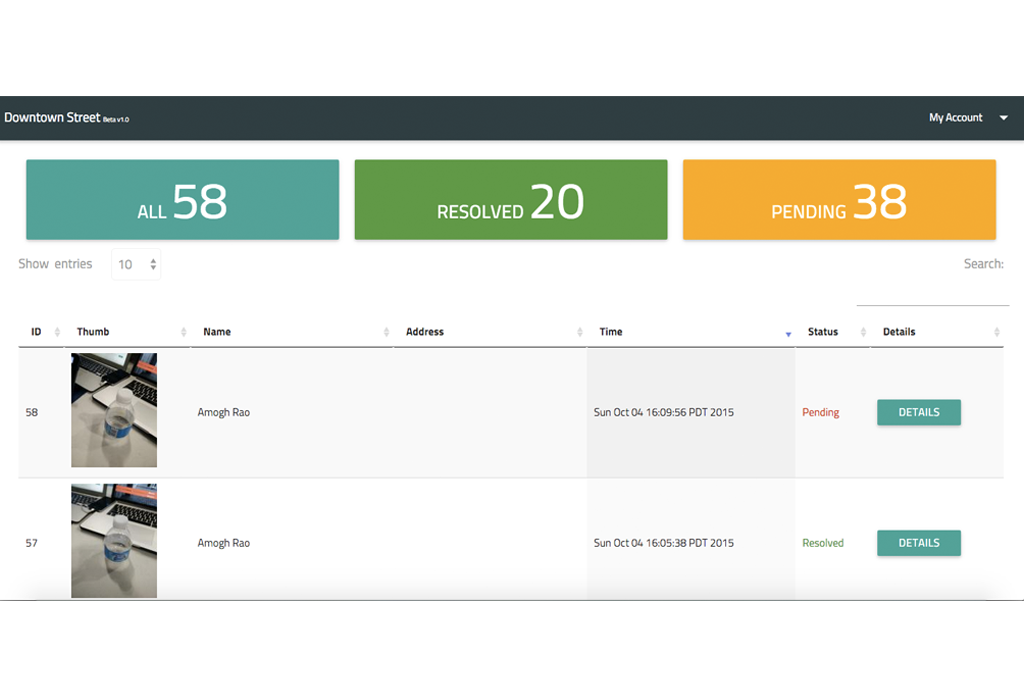 Downtown Street Beta v1.0 My Account
ALL 58 RESOLVED 20 PENDING 38
Show entries 10 Search:
ID Thumb Name Address Time Status Details
58 Amogh Rao Sun Oct 04 16:09:56 PDT 2015 Pending DETAILS
57 Amogh Rao Sun Oct 04 16:05:38 PDT 2015 Resolved DETAILS